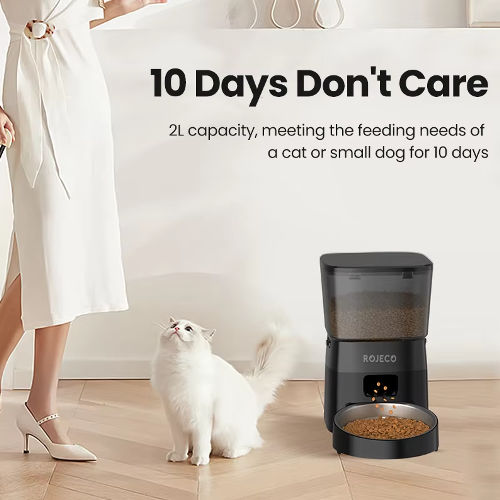 10 Days Don't Care
2L capacity, meeting the feeding needs of
a cat or small dog for 10 days
ROJECO